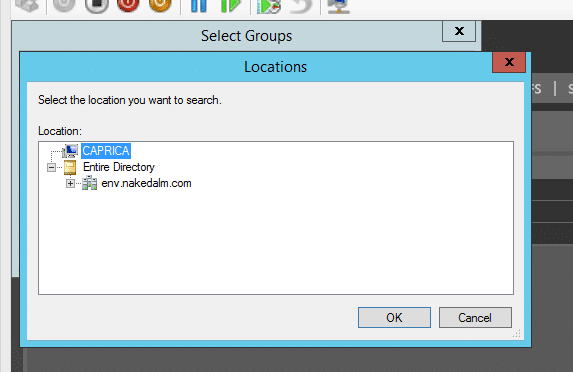 Select Groups
x
Locations
x
FS | S
Select the location you want to search.
Location:
CAPRICA
Entire Directory
env.nakedalm.com
OK
Cancel